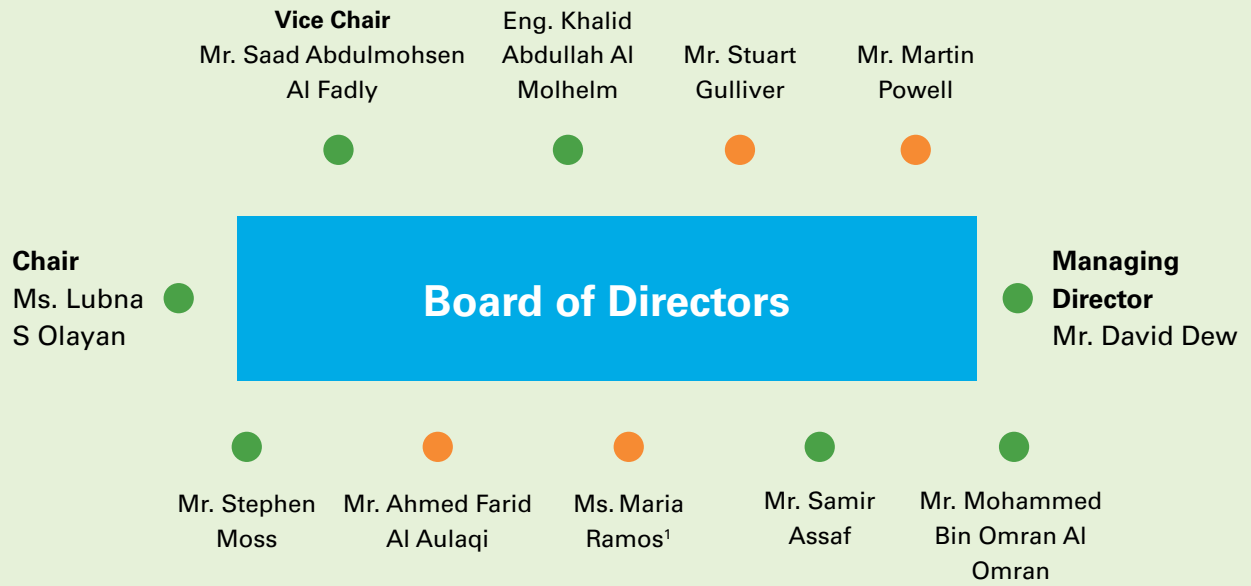 Vice Chair
Mr. Saad Abdulmohsen
Al Fadly
Eng. Khalid
Abdullah Al
Molhelm
Mr. Stuart
Gulliver
Mr. Martin
Powell
Chair
Ms. Lubna
S Olayan
Board of Directors
Managing
Director
Mr. David Dew
Mr. Stephen
Moss
Mr. Ahmed Farid
Al Aulaqi
Ms. Maria
Ramos¹
Mr. Samir
Assaf
Mr. Mohammed
Bin Omran Al
Omran